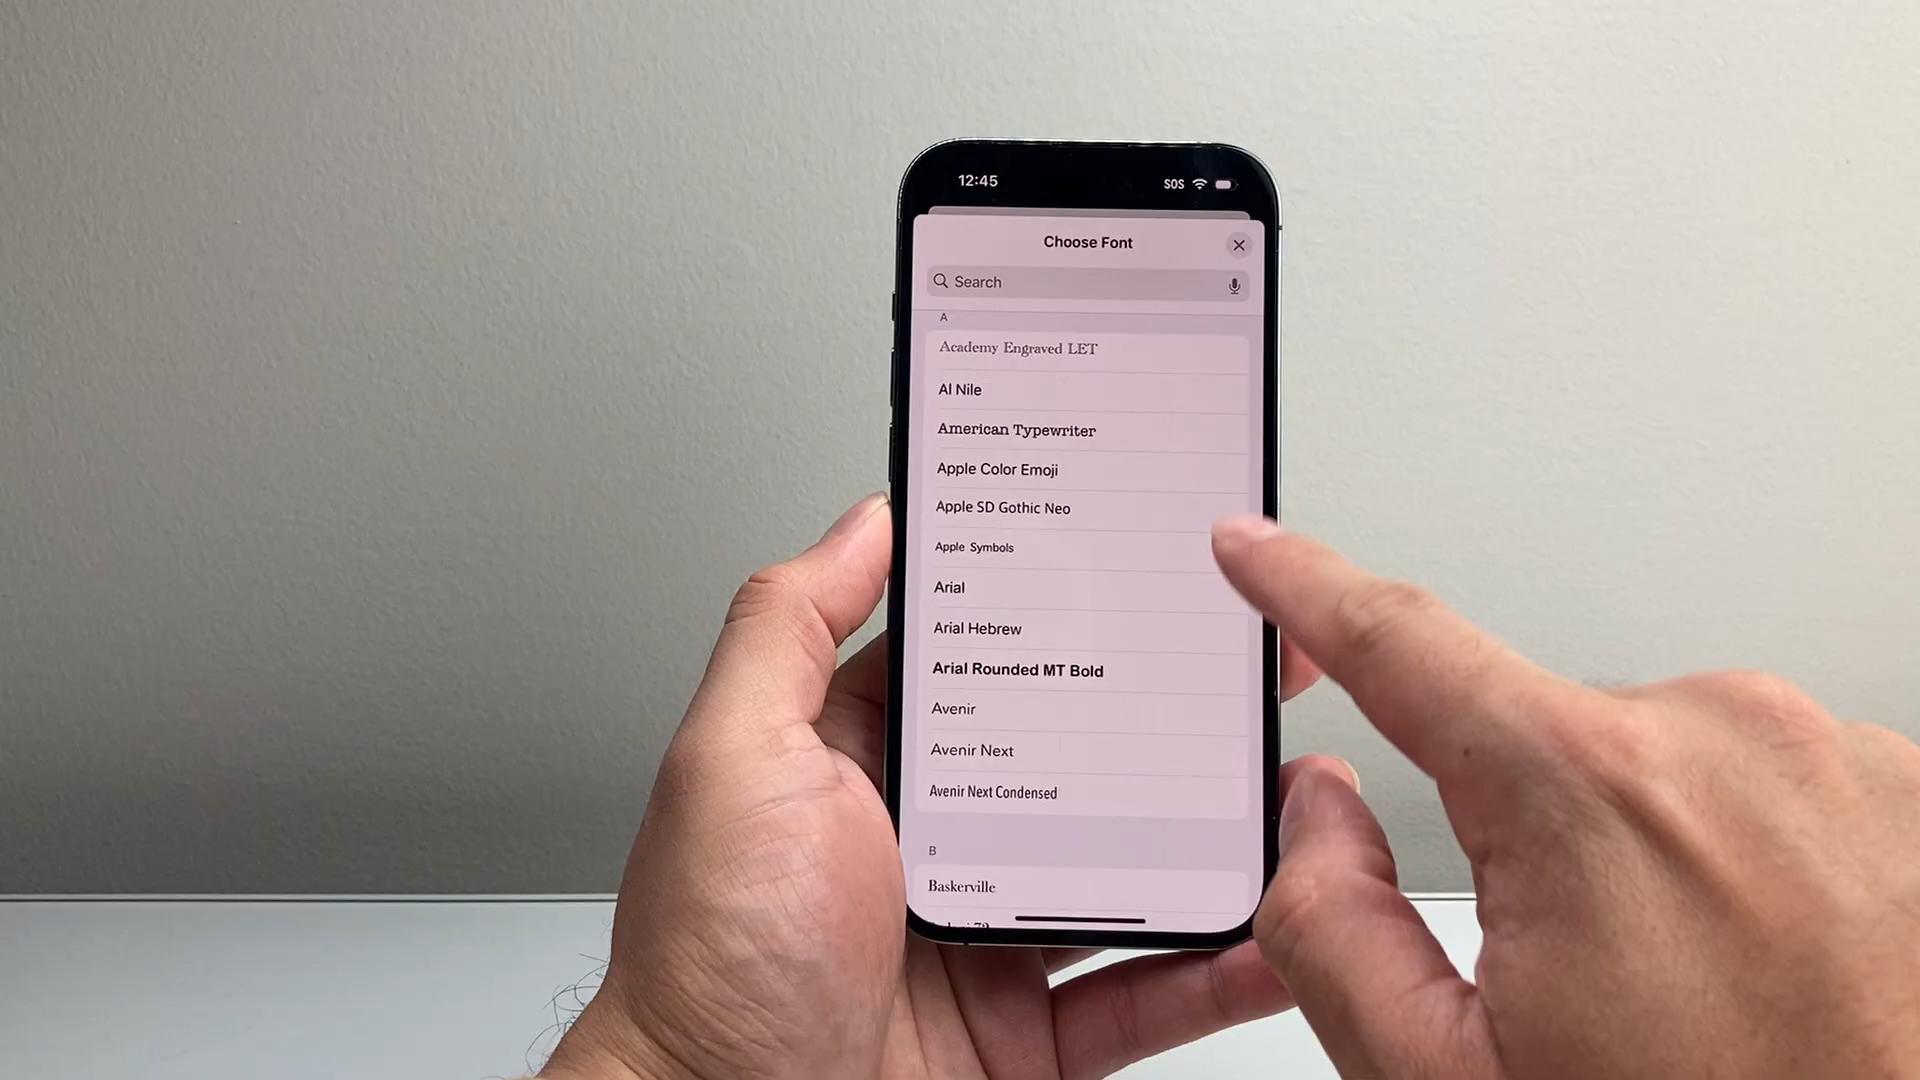 12:45
SOS
Choose Font
Search
A
Academy Engraved LET
Al Nile
American Typewriter
Apple Color Emoji
Apple SD Gothic Neo
Apple Symbols
Arial
Arial Hebrew
Arial Rounded MT Bold
Avenir
Avenir Next
Avenir Next Condensed
B
Baskerville